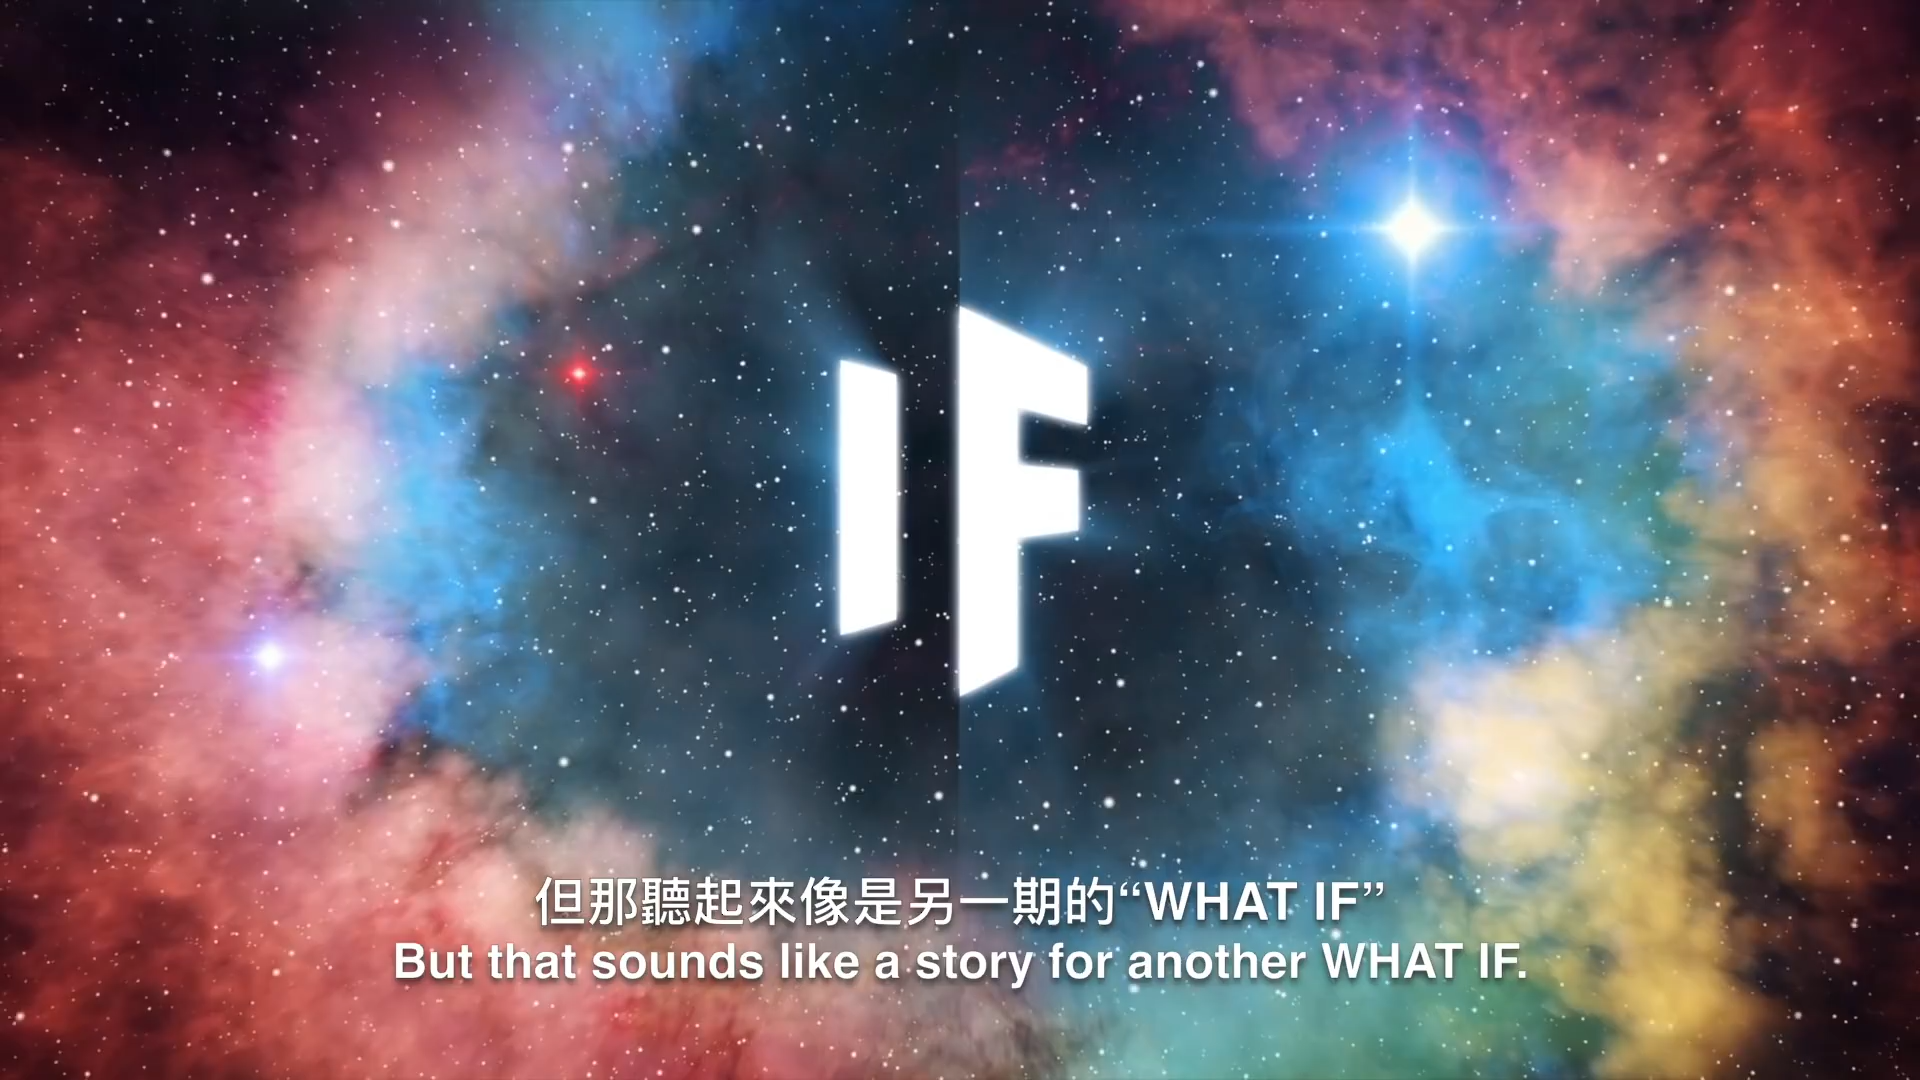 IF
但那聽起來像是另一期的“WHAT IF”
But that sounds like a story for another WHAT IF.